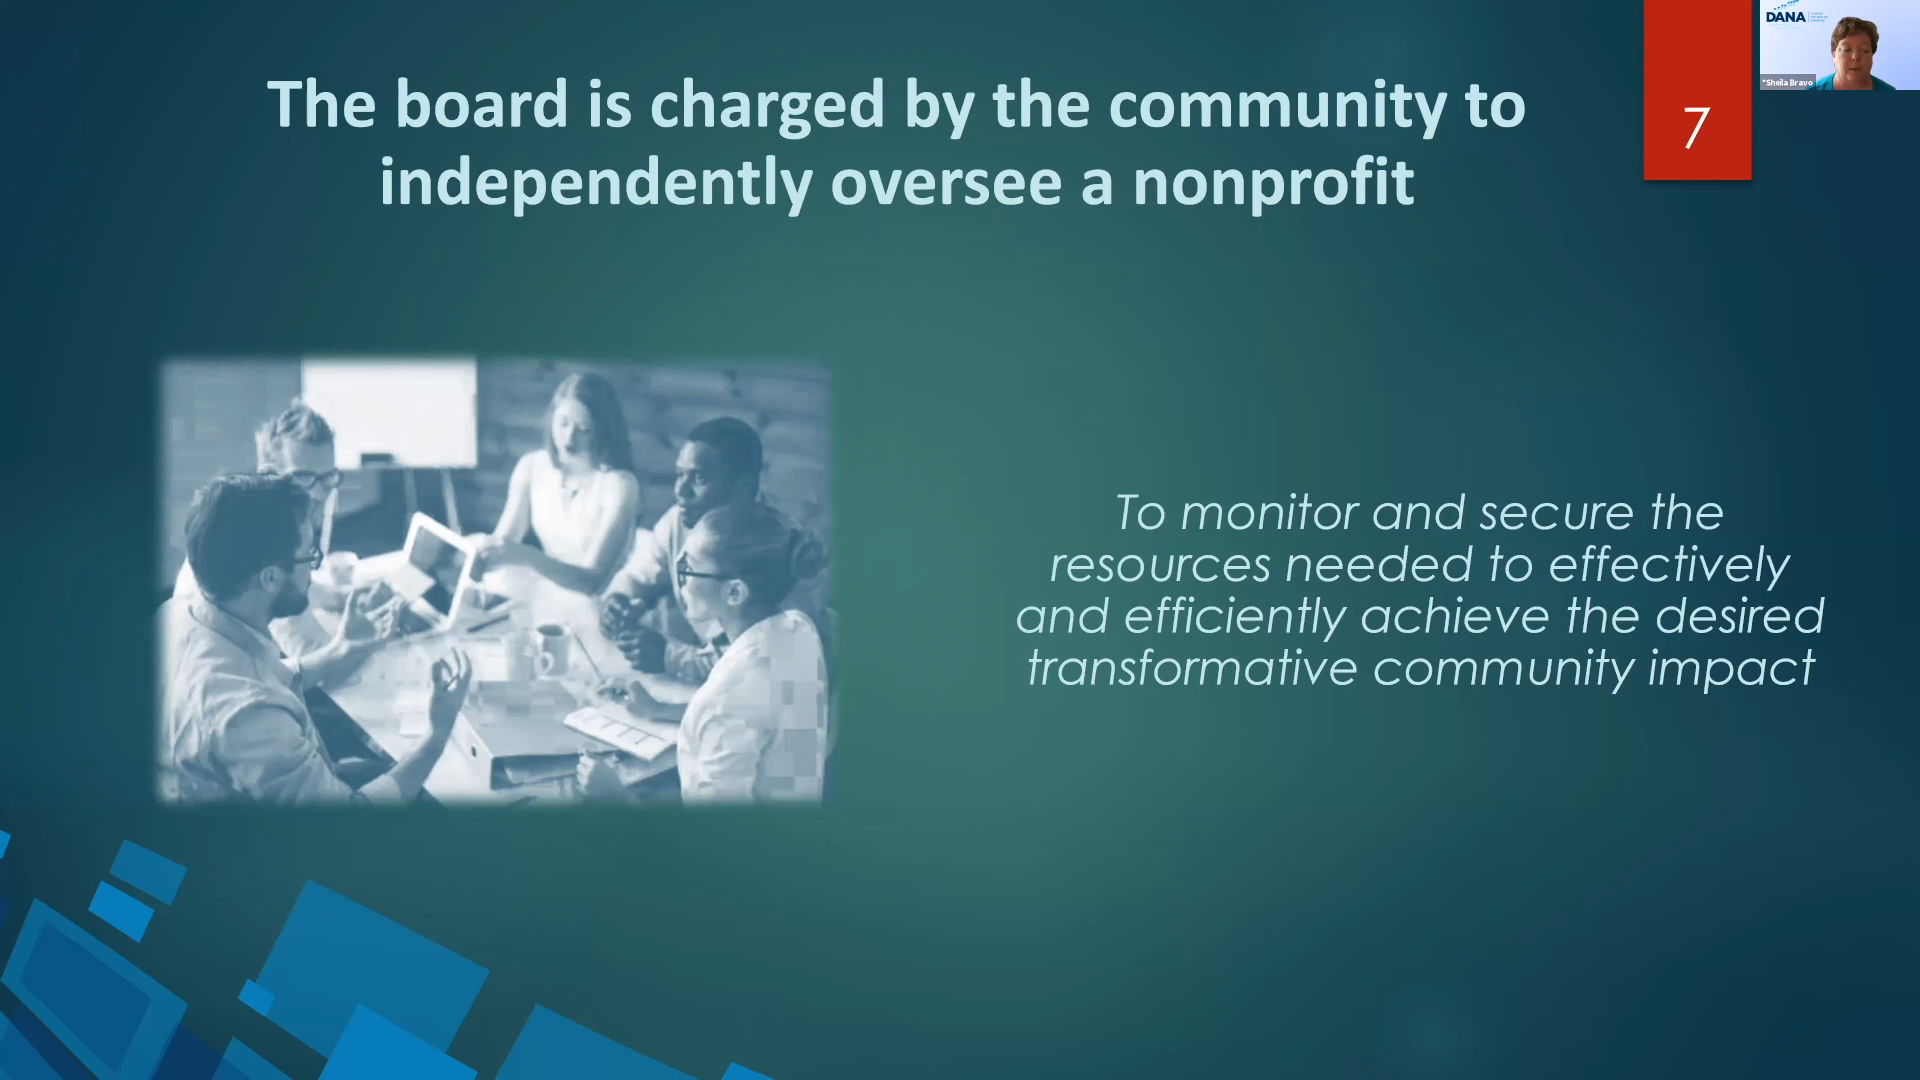 The board is charged by the community to
independently oversee a nonprofit
7
DANA
*Sheila Bravo
To monitor and secure the
resources needed to effectively
and efficiently achieve the desired
transformative community impact